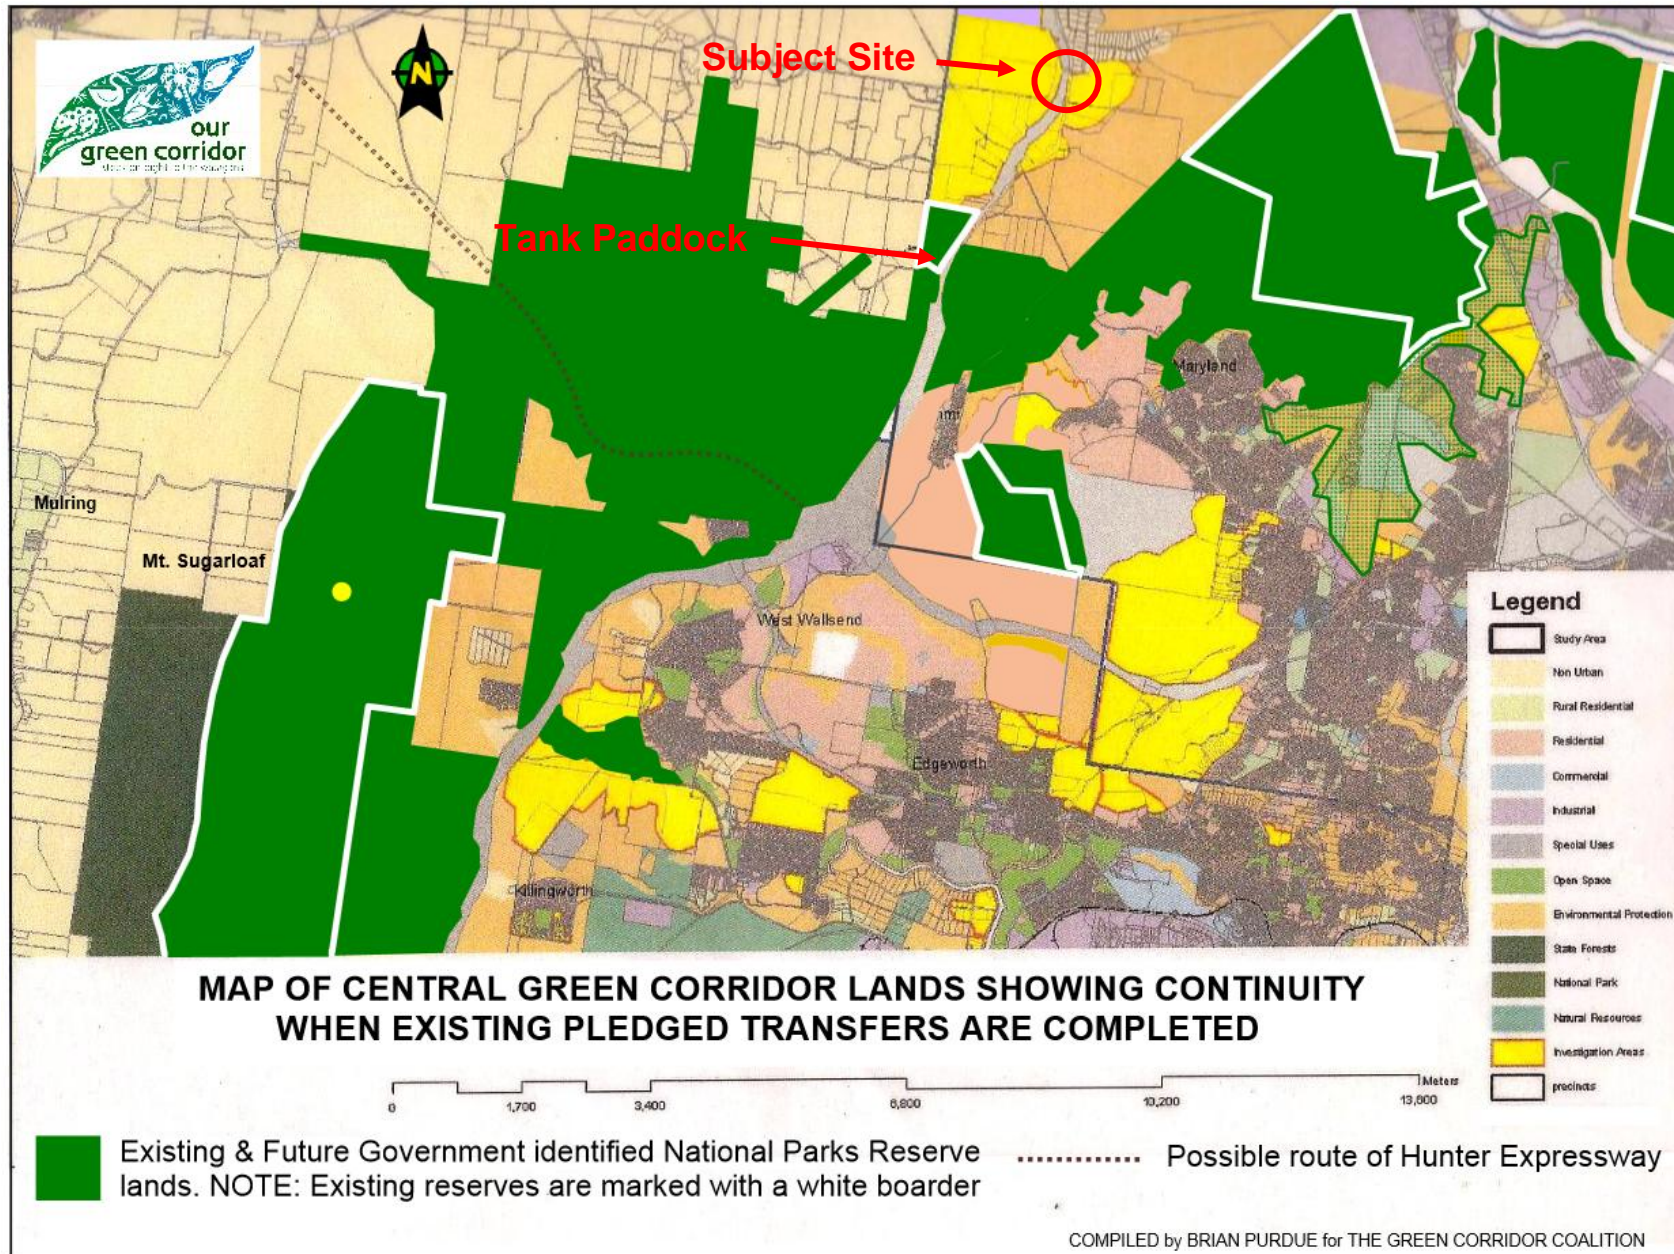 Subject Site
N
our
green corridor
Tank Paddock
Maryland
Mulring
Mt. Sugarloaf
West Wallsend
Edgeworth
Killingworth
Legend
Study Area
Non Urban
Rural Residential
Residential
Commercial
Industrial
Special Uses
Open Space
Environmental Protection
State Forests
National Park
Natural Resources
Investigation Areas
precincts
MAP OF CENTRAL GREEN CORRIDOR LANDS SHOWING CONTINUITY
WHEN EXISTING PLEDGED TRANSFERS ARE COMPLETED
Meters
0 1,700 3,400 6,800 10,200 13,600
Existing & Future Government identified National Parks Reserve
lands. NOTE: Existing reserves are marked with a white boarder
Possible route of Hunter Expressway
COMPILED by BRIAN PURDUE for THE GREEN CORRIDOR COALITION